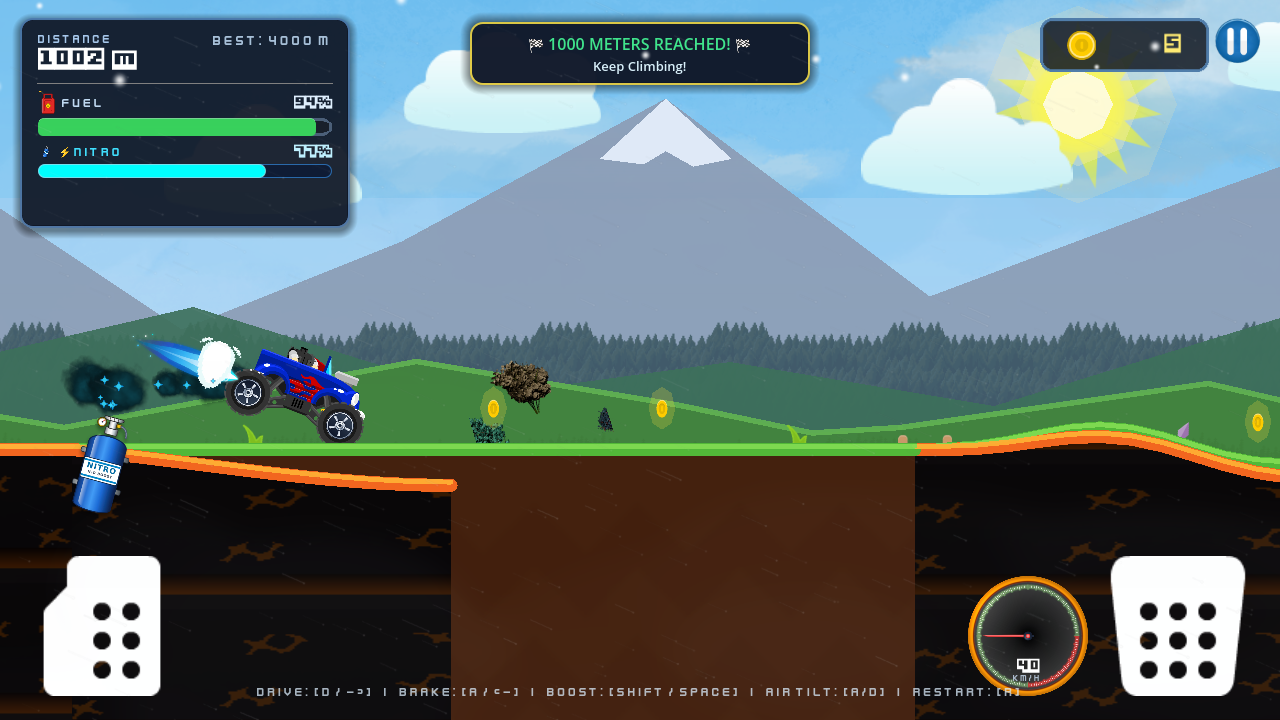 DISTANCE
BEST: 4000 M
1002 m
FUEL
94%
NITRO
77%
1000 METERS REACHED!
Keep Climbing!
5
NITRO
40
KM/H
DRIVE: [D / ->] | BRAKE: [A / <-] | BOOST: [SHIFT / SPACE] | AIR TILT: [A/D] | RESTART: [R]